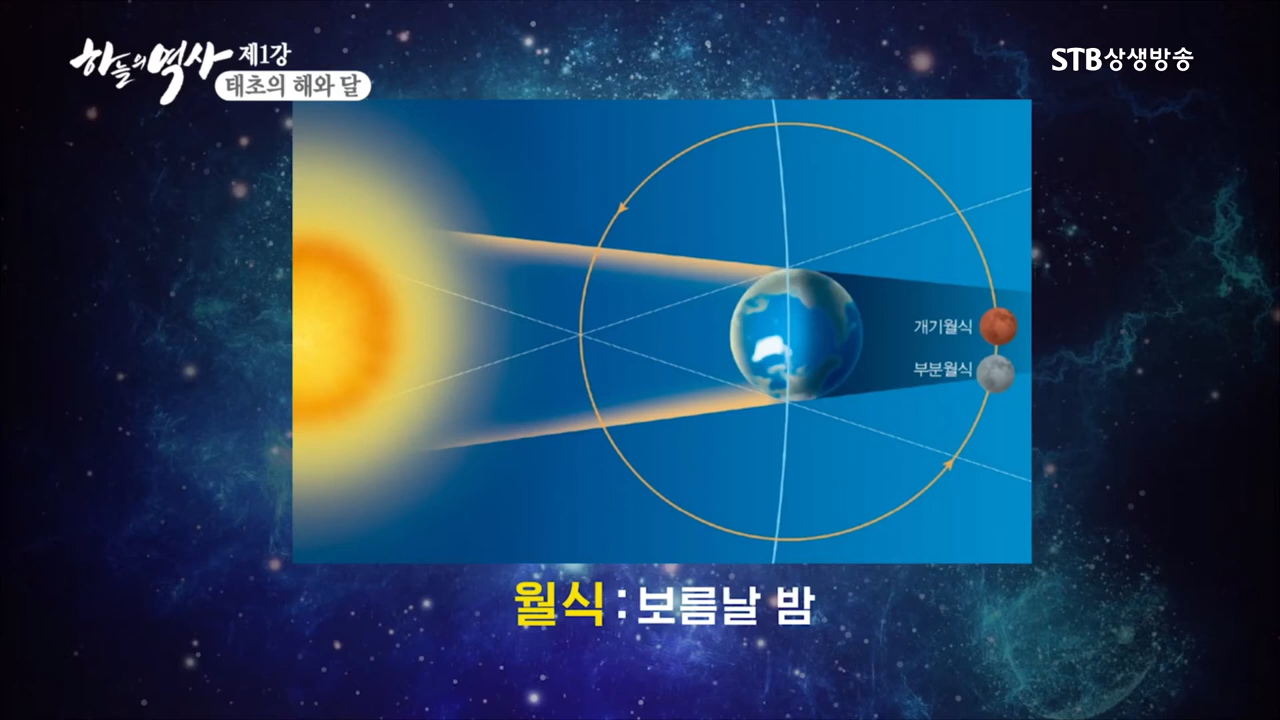 하늘의 역사 제1강
태초의 해와 달
STB상생방송
개기월식
부분월식
월식 : 보름날 밤